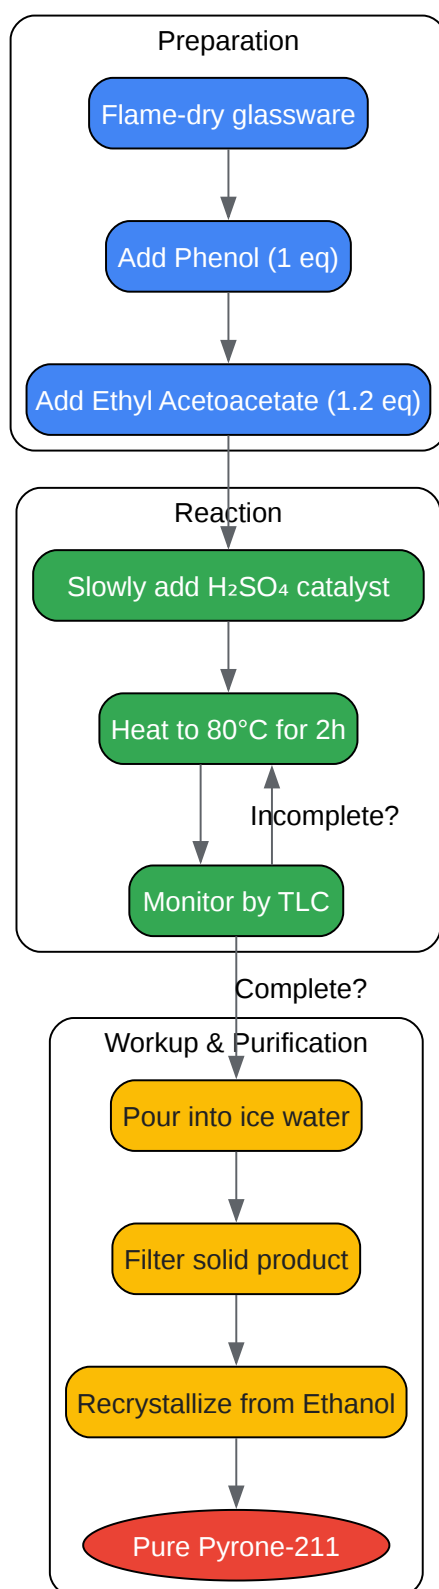 Preparation
Flame-dry glassware
Add Phenol (1 eq)
Add Ethyl Acetoacetate (1.2 eq)
Reaction
Slowly add H₂SO₄ catalyst
Heat to 80°C for 2h
Incomplete?
Monitor by TLC
Complete?
Workup & Purification
Pour into ice water
Filter solid product
Recrystallize from Ethanol
Pure Pyrone-211